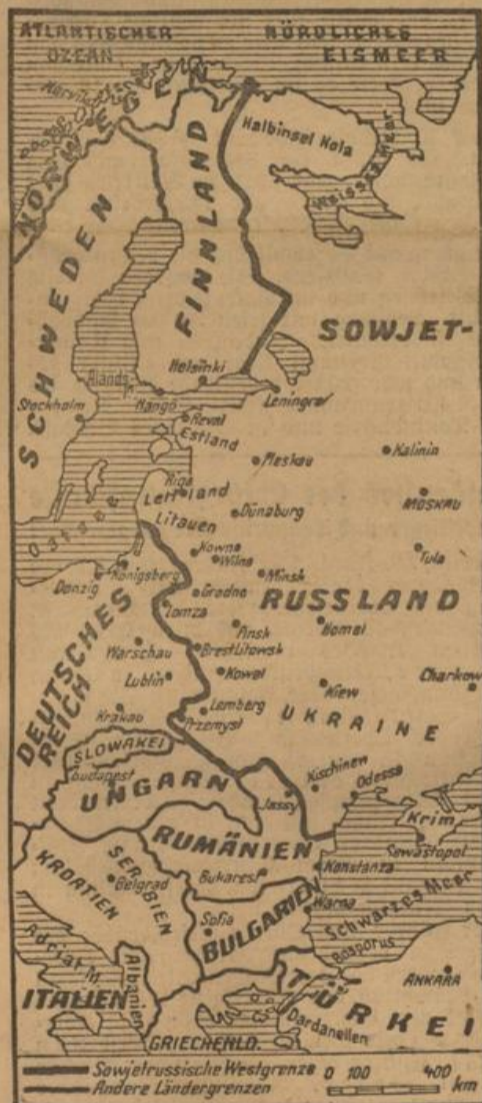 ATLANTISCHER
OZEAN
NÖRDLICHES
EISMEER
Narvik
NORWEGEN
Halbinsel Kola
Weisses Meer
SCHWEDEN
FINNLAND
SOWJET-
Helsinki
Alands-
Stockholm
Hangö
Leningrad
Reval
Estland
Pleskau
Kalinin
Riga
Lettland
MOSKAU
Ostsee
Litauen
Dünaburg
Kowno
Wilna
Tula
Danzig
Königsberg
Minsk
Grodno
RUSSLAND
Lomza
Pinsk
Homel
Warschau
BrestLitowsk
DEUTSCHES
REICH
Lublin
Kowel
Kiew
Charkow
Krakau
Lemberg
Przemysl
UKRAINE
SLOWAKEI
Budapest
Kischinew
UNGARN
Jassy
Odessa
Krim
RUMÄNIEN
Sewastopol
KROATIEN
SERBIEN
Konstanza
Belgrad
Bukarest
Warna
Sofia
BULGARIEN
Schwarzes Meer
Adriat. M.
Bosporus
Albanien
ANKARA
ITALIEN
TÜRKEI
Dardanellen
GRIECHENLD.
Sowjetrussische Westgrenze 0 100 400
Andere Ländergrenzen km